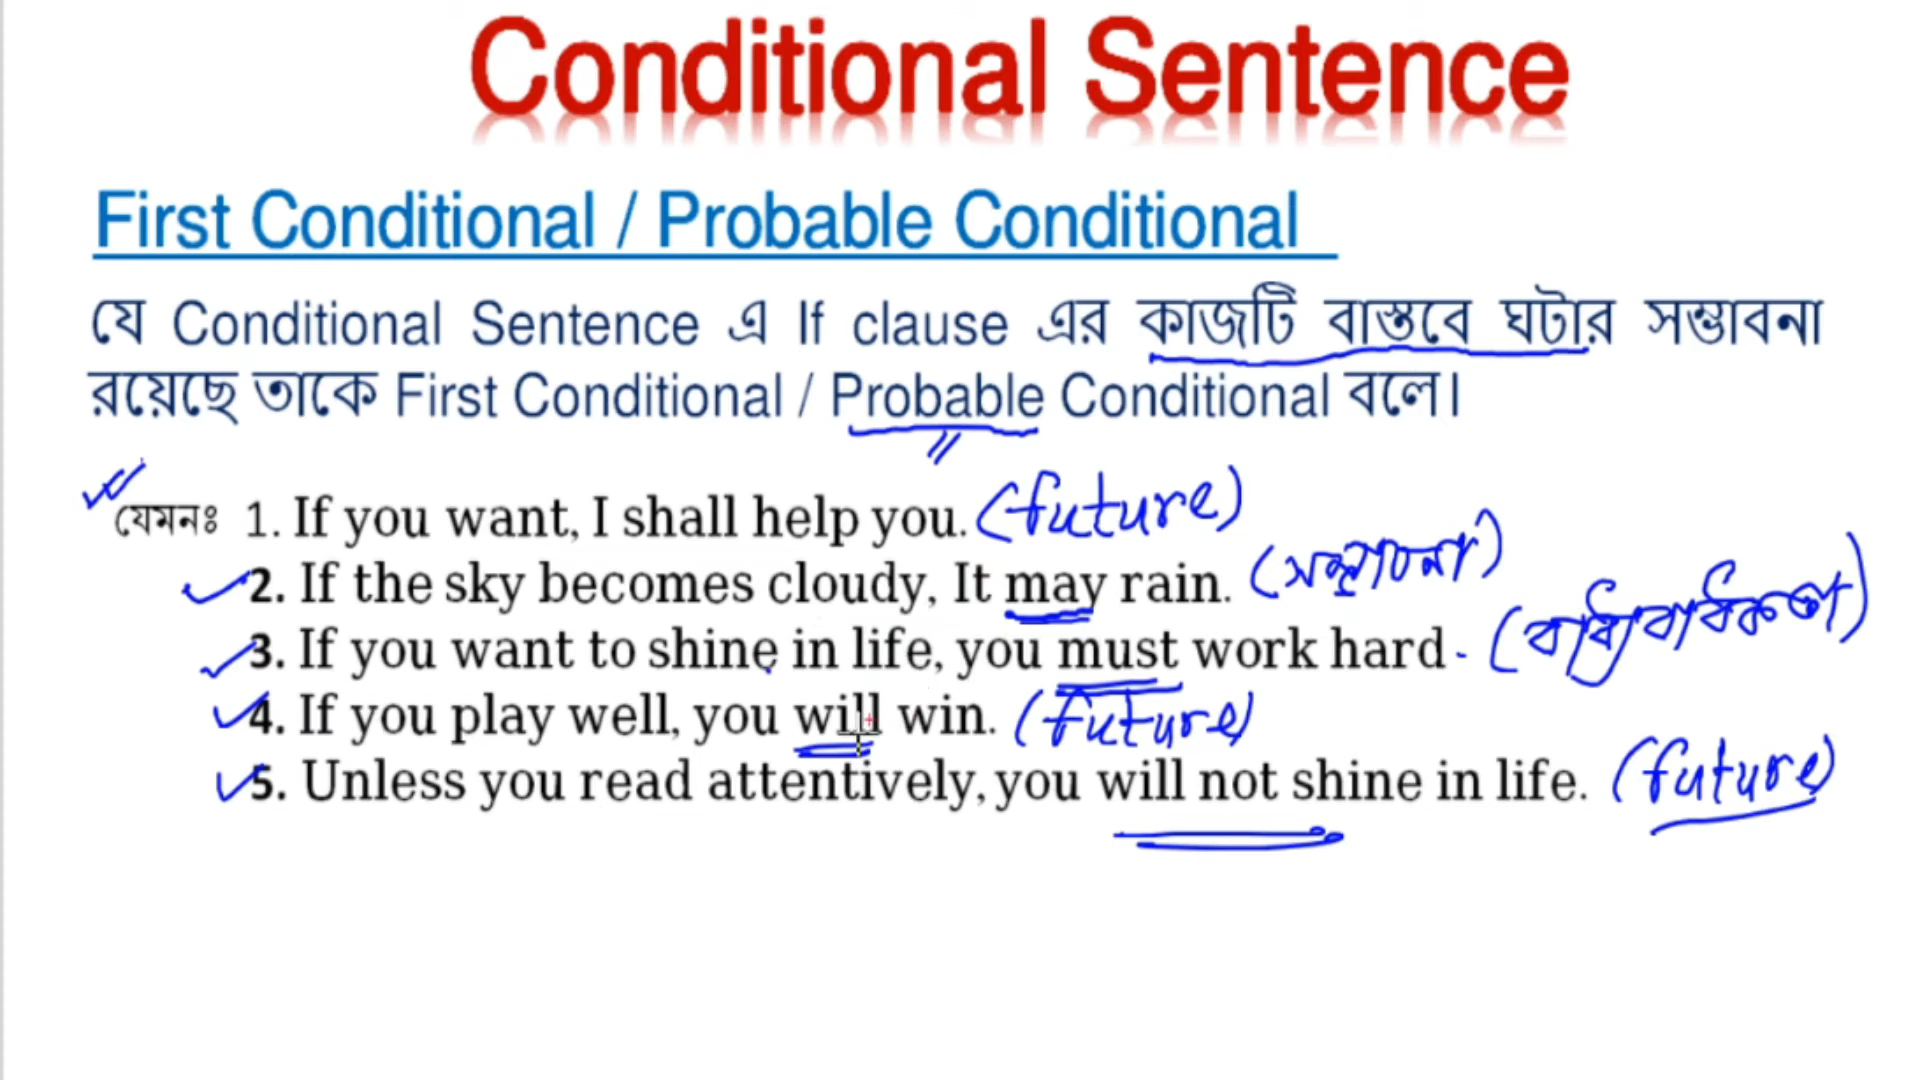 Conditional Sentence
First Conditional / Probable Conditional
যে Conditional Sentence এ If clause এর কাজটি বাস্তবে ঘটার সম্ভাবনা
রয়েছে তাকে First Conditional / Probable Conditional বলে।
যেমনঃ 1. If you want, I shall help you. (future)
2. If the sky becomes cloudy, It may rain. (সম্ভাবনা)
3. If you want to shine in life, you must work hard. (বাধ্যবাধকতা)
4. If you play well, you will win. (future)
5. Unless you read attentively, you will not shine in life. (future)